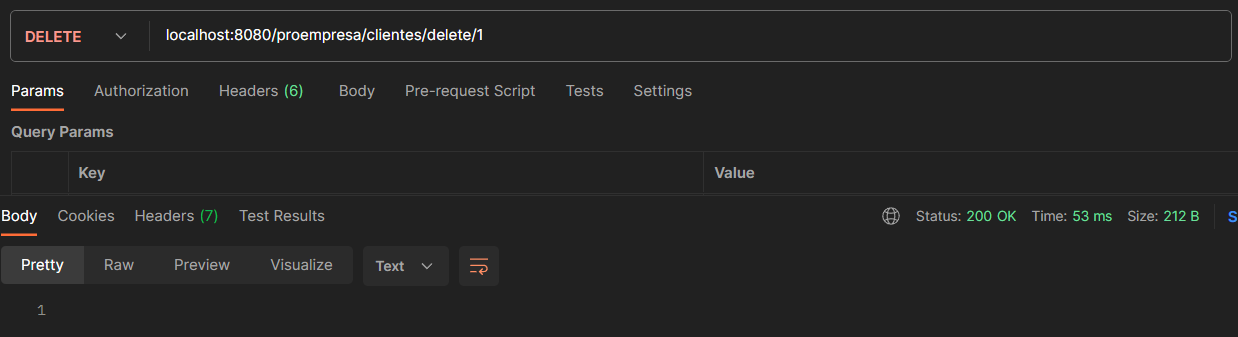 DELETE localhost:8080/proempresa/clientes/delete/1
Params Authorization Headers (6) Body Pre-request Script Tests Settings
Query Params
Key Value
Body Cookies Headers (7) Test Results Status: 200 OK Time: 53 ms Size: 212 B S
Pretty Raw Preview Visualize Text
1